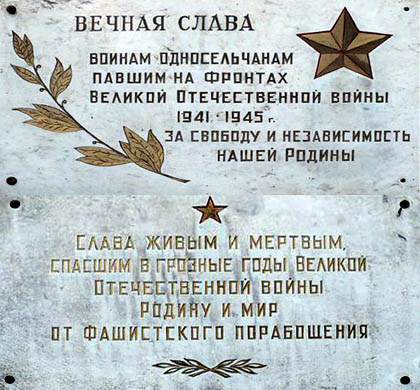 ВЕЧНАЯ СЛАВА
ВОИНАМ ОДНОСЕЛЬЧАНАМ
ПАВШИМ НА ФРОНТАХ
ВЕЛИКОЙ ОТЕЧЕСТВЕННОЙ ВОЙНЫ
1941-1945 г.
ЗА СВОБОДУ И НЕЗАВИСИМОСТЬ
НАШЕЙ РОДИНЫ
СЛАВА ЖИВЫМ И МЕРТВЫМ,
СПАСШИМ В ГРОЗНЫЕ ГОДЫ ВЕЛИКОЙ
ОТЕЧЕСТВЕННОЙ ВОЙНЫ
РОДИНУ И МИР
ОТ ФАШИСТСКОГО ПОРАБОЩЕНИЯ